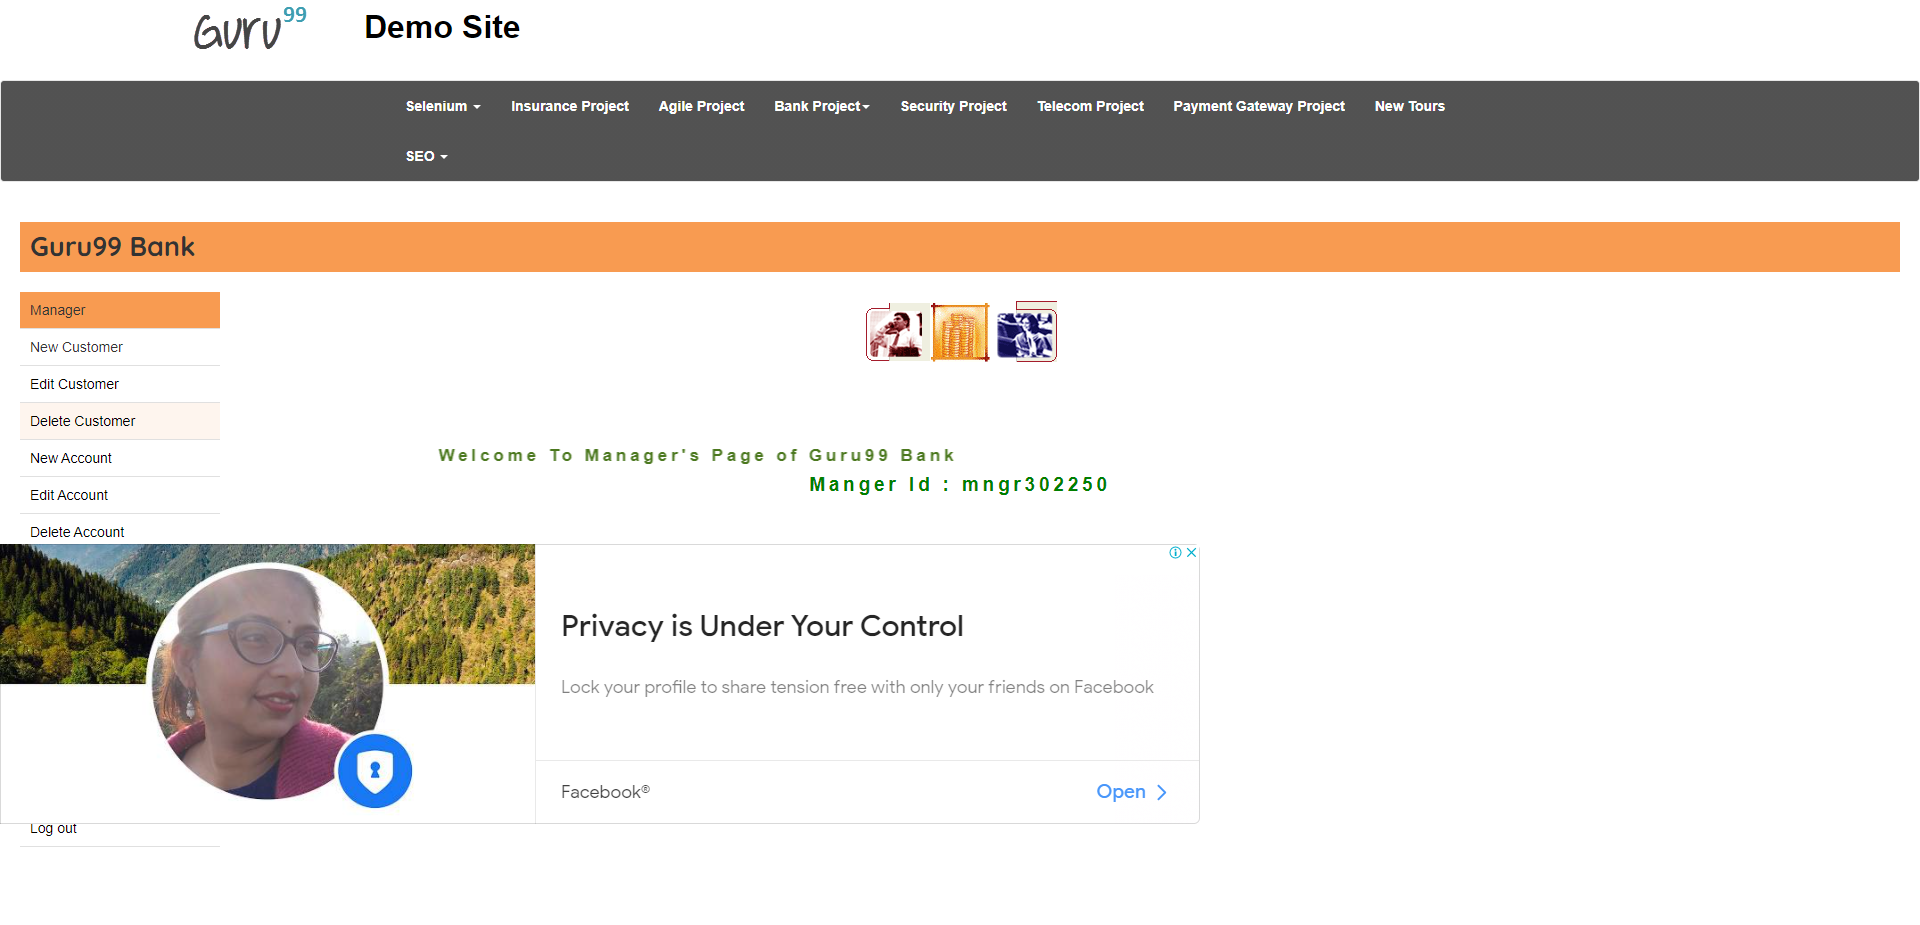 Guru99
Demo Site
Selenium
Insurance Project
Agile Project
Bank Project
Security Project
Telecom Project
Payment Gateway Project
New Tours
SEO
Guru99 Bank
Manager
New Customer
Edit Customer
Delete Customer
New Account
Edit Account
Delete Account
Welcome To Manager's Page of Guru99 Bank
Manger Id : mngr302250
Privacy is Under Your Control
Lock your profile to share tension free with only your friends on Facebook
Facebook®
Open
Log out